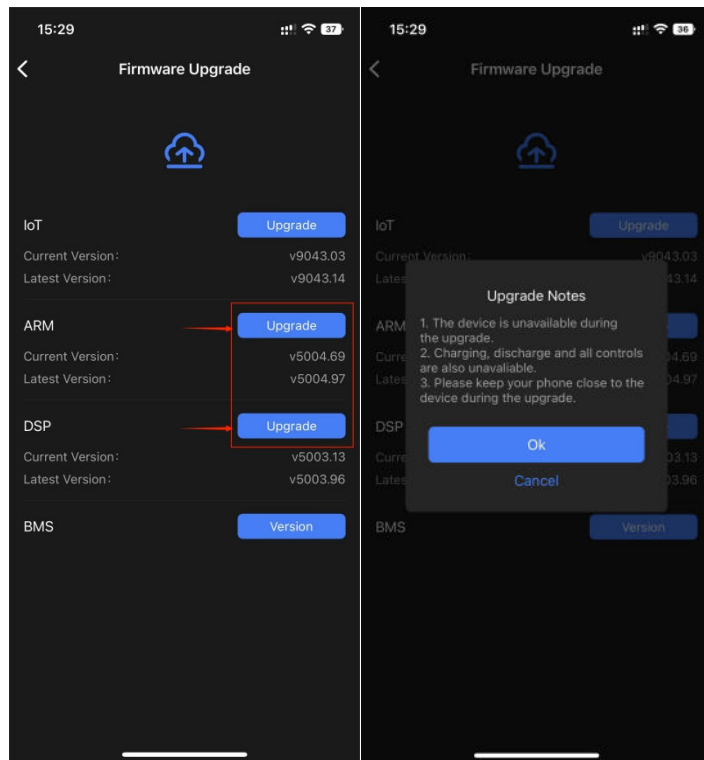 15:29
37
Firmware Upgrade
IoT
Upgrade
Current Version:
v9043.03
Latest Version:
v9043.14
ARM
Upgrade
Current Version:
v5004.69
Latest Version:
v5004.97
DSP
Upgrade
Current Version:
v5003.13
Latest Version:
v5003.96
BMS
Version
15:29
36
Firmware Upgrade
IoT
Upgrade
Current Version:
v9043.03
Upgrade Notes
1. The device is unavailable during
the upgrade.
2. Charging, discharge and all controls
are also unavaliable.
3. Please keep your phone close to the
device during the upgrade.
Ok
Cancel
ARM
DSP
BMS
Version